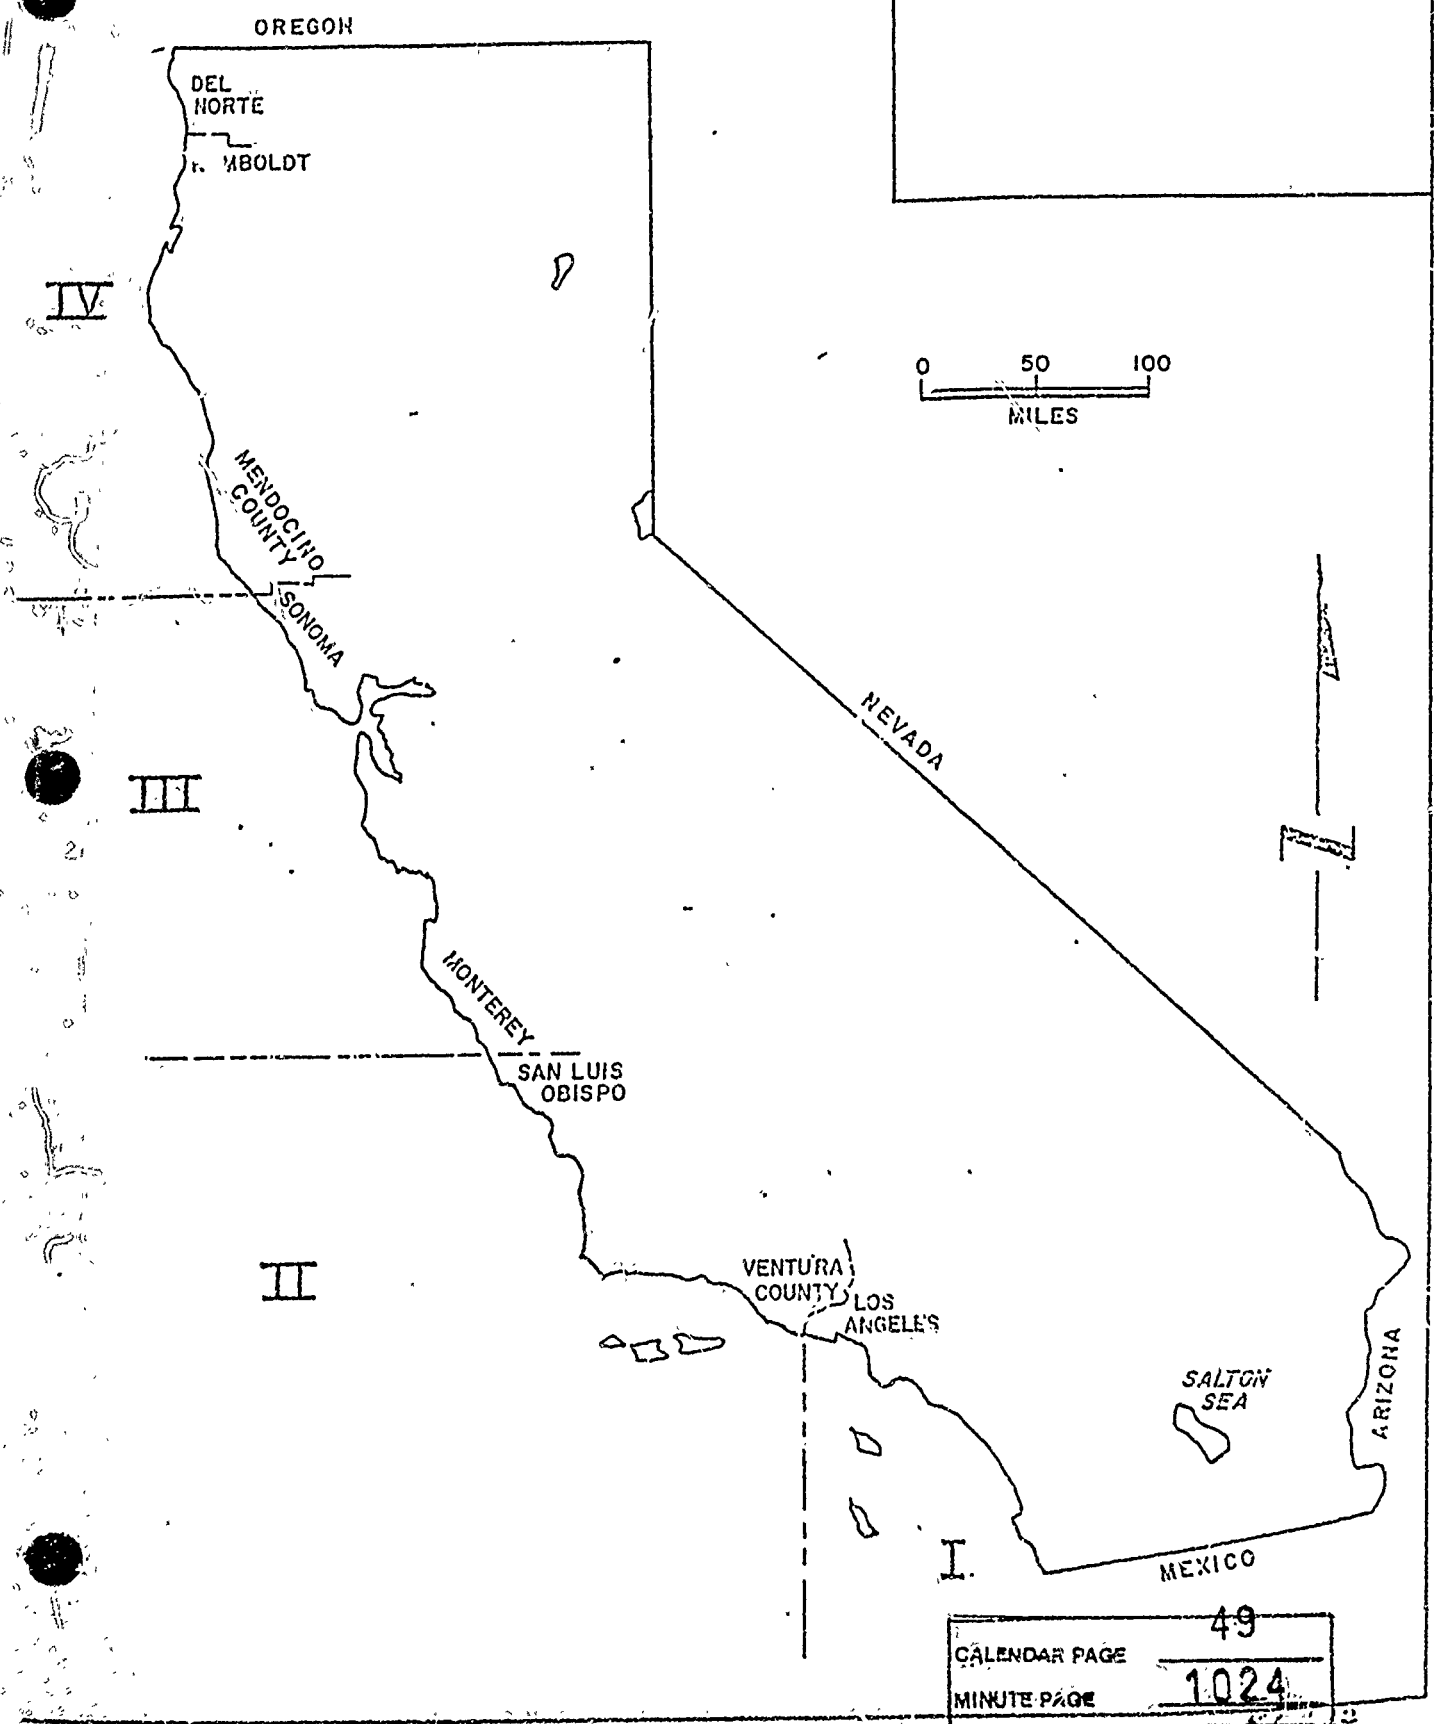 OREGON
DEL
NORTE
MBOLDT
IV
0 50 100
MILES
MENDOCINO
COUNTY
SONOMA
NEVADA
III
N
MONTEREY
SAN LUIS
OBISPO
II
VENTURA
COUNTY
LOS
ANGELES
SALTON
SEA
ARIZONA
I.
MEXICO
49
CALENDAR PAGE
1024
MINUTE PAGE